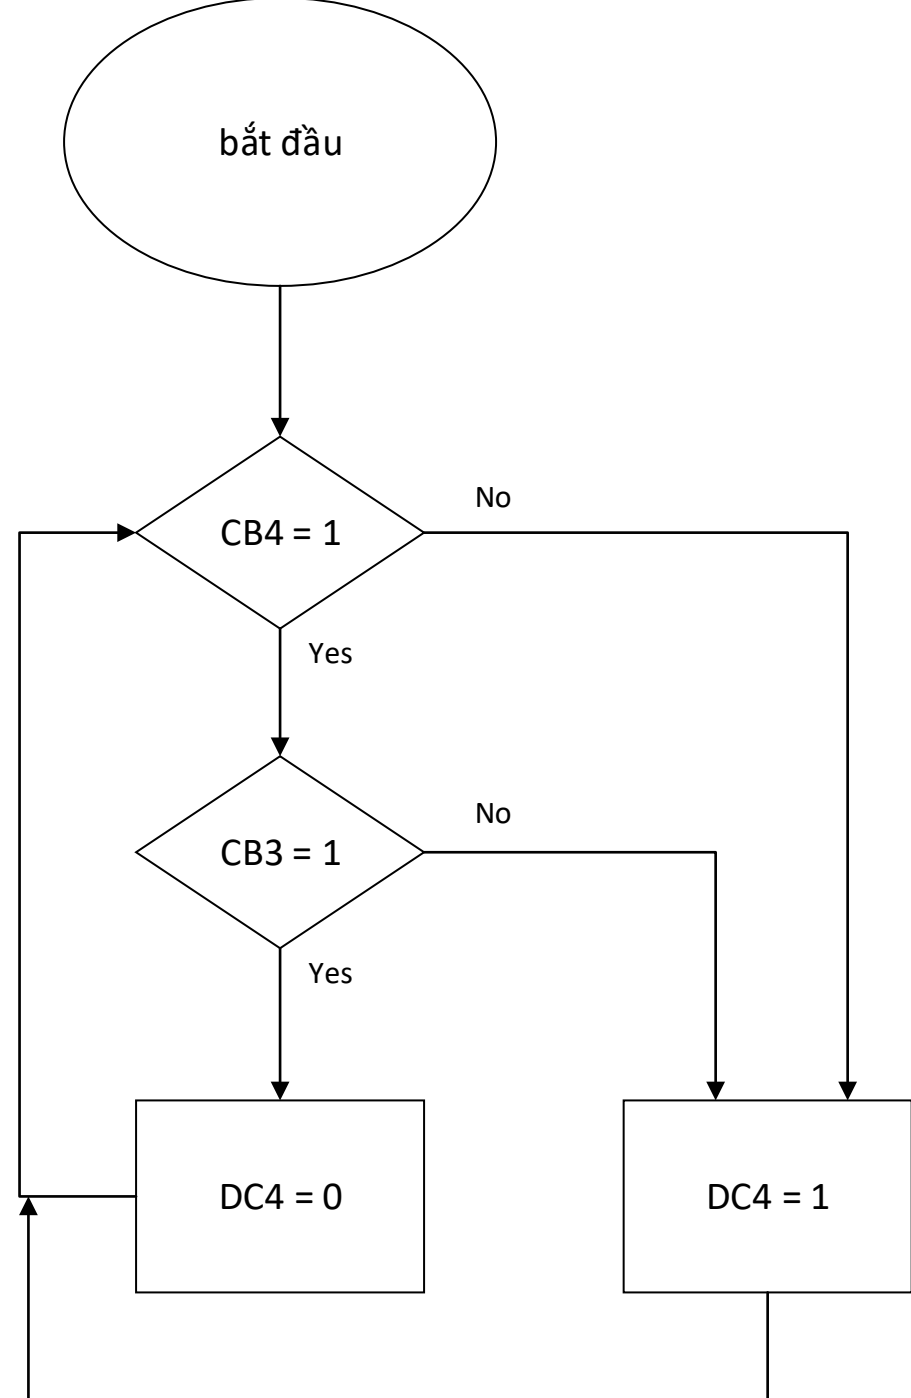 bắt đầu
No
CB4 = 1
Yes
No
CB3 = 1
Yes
DC4 = 0
DC4 = 1